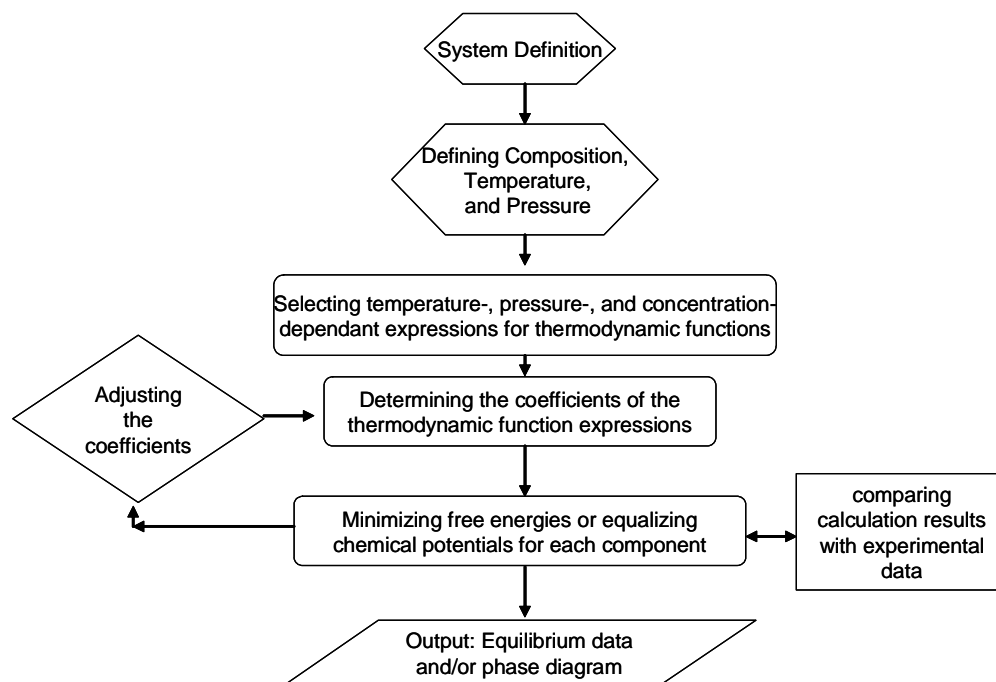 System Definition
Defining Composition,
Temperature,
and Pressure
Selecting temperature-, pressure-, and concentration-
dependant expressions for thermodynamic functions
Adjusting
the
coefficients
Determining the coefficients of the
thermodynamic function expressions
Minimizing free energies or equalizing
chemical potentials for each component
comparing
calculation results
with experimental
data
Output: Equilibrium data
and/or phase diagram